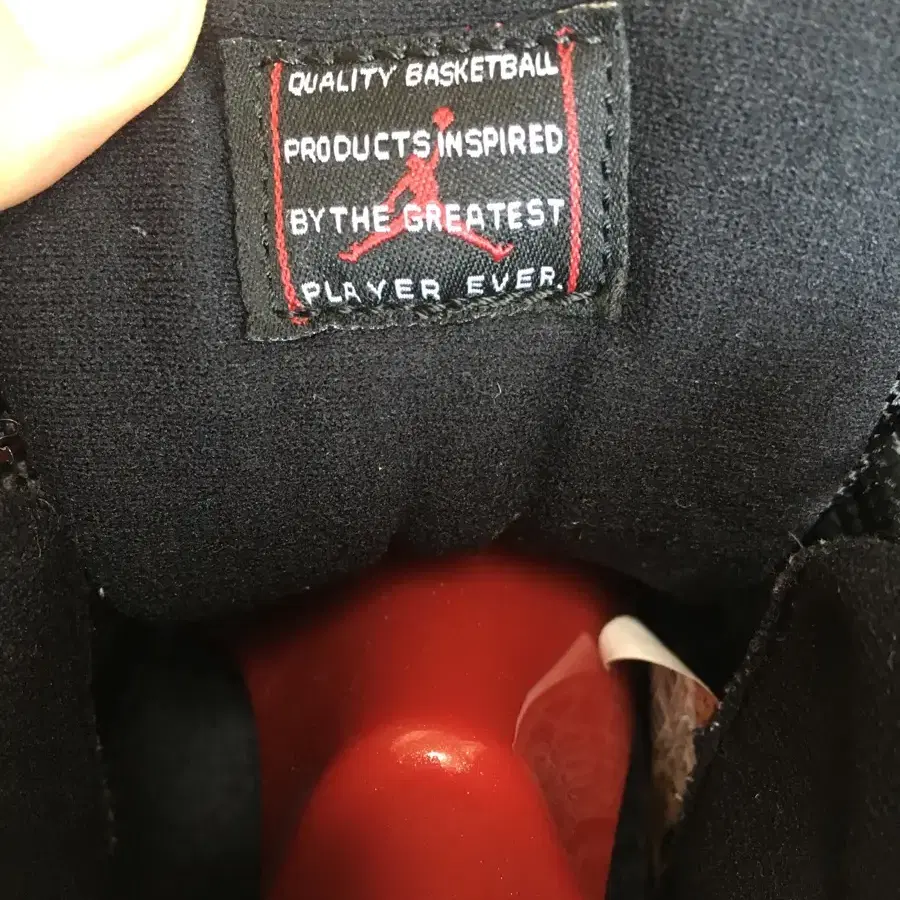 QUALITY BASKETBALL
PRODUCTS INSPIRED
BY THE GREATEST
PLAYER EVER.